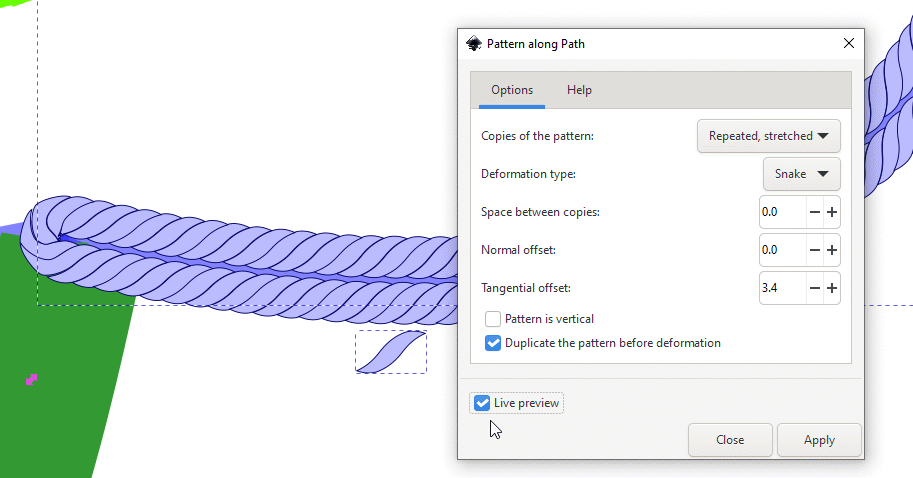 Pattern along Path
Options Help
Copies of the pattern: Repeated, stretched
Deformation type: Snake
Space between copies: 0.0
Normal offset: 0.0
Tangential offset: 3.4
Pattern is vertical
Duplicate the pattern before deformation
Live preview
Close Apply